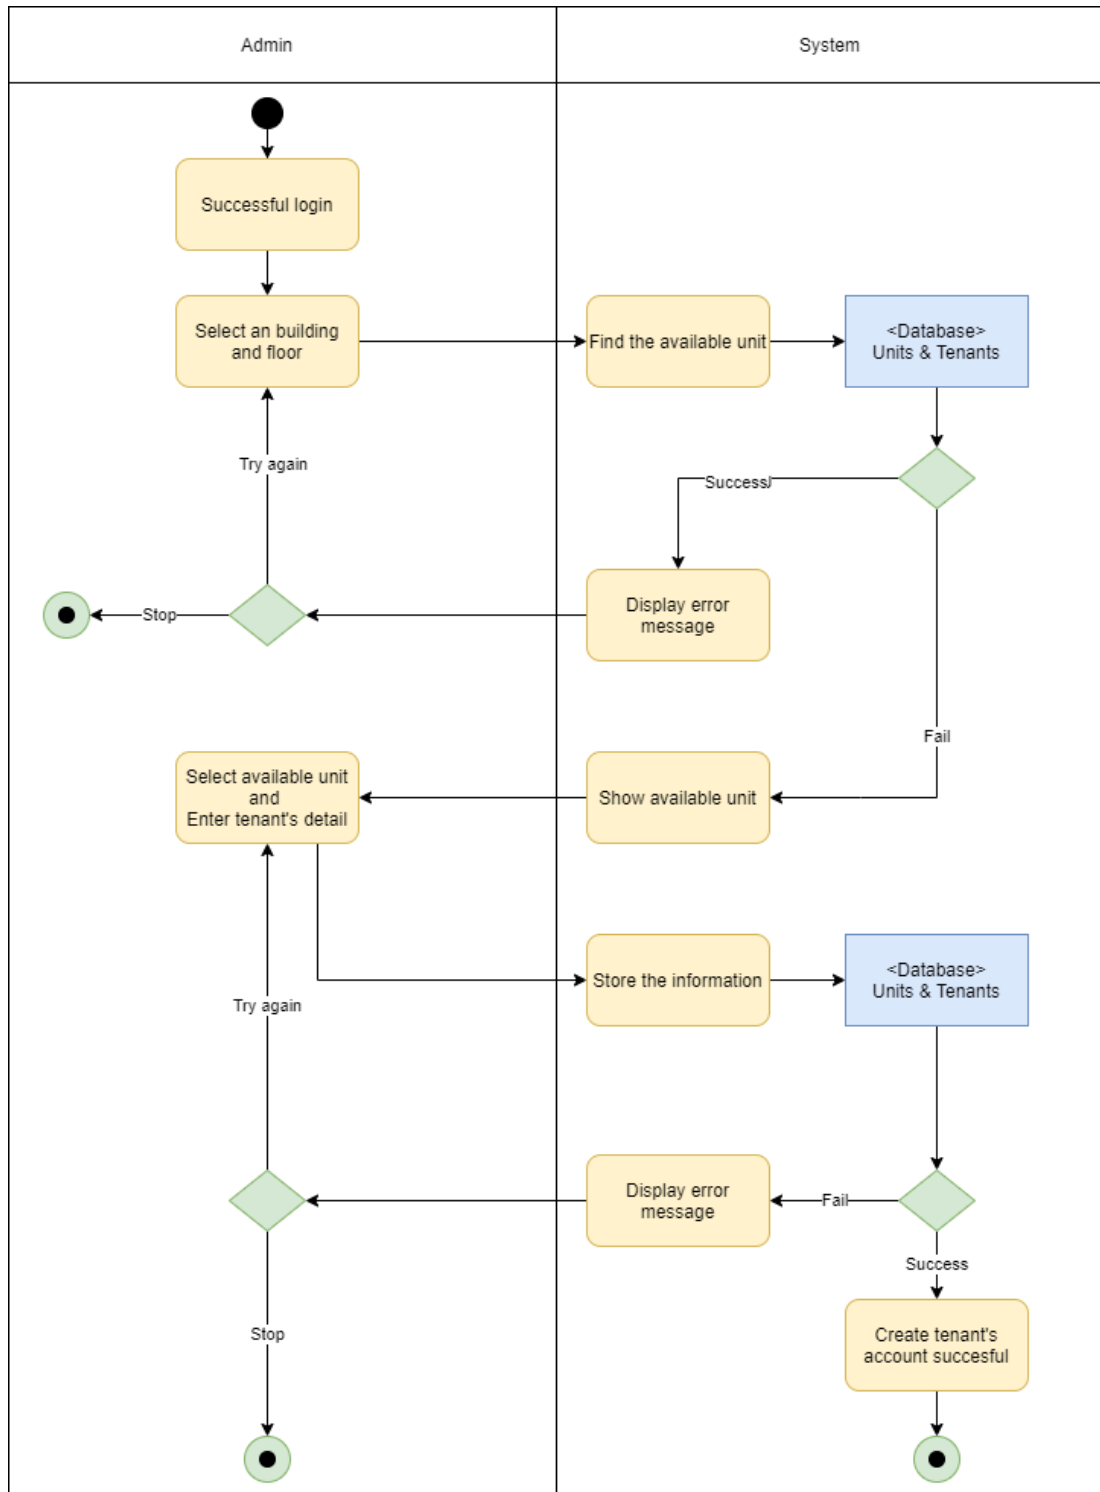 Admin
System
Successful login
Select an building
and floor
Find the available unit
<Database>
Units & Tenants
Try again
Success
Stop
Display error
message
Fail
Select available unit
and
Enter tenant's detail
Show available unit
Store the information
<Database>
Units & Tenants
Try again
Display error
message
Fail
Success
Stop
Create tenant's
account succesful